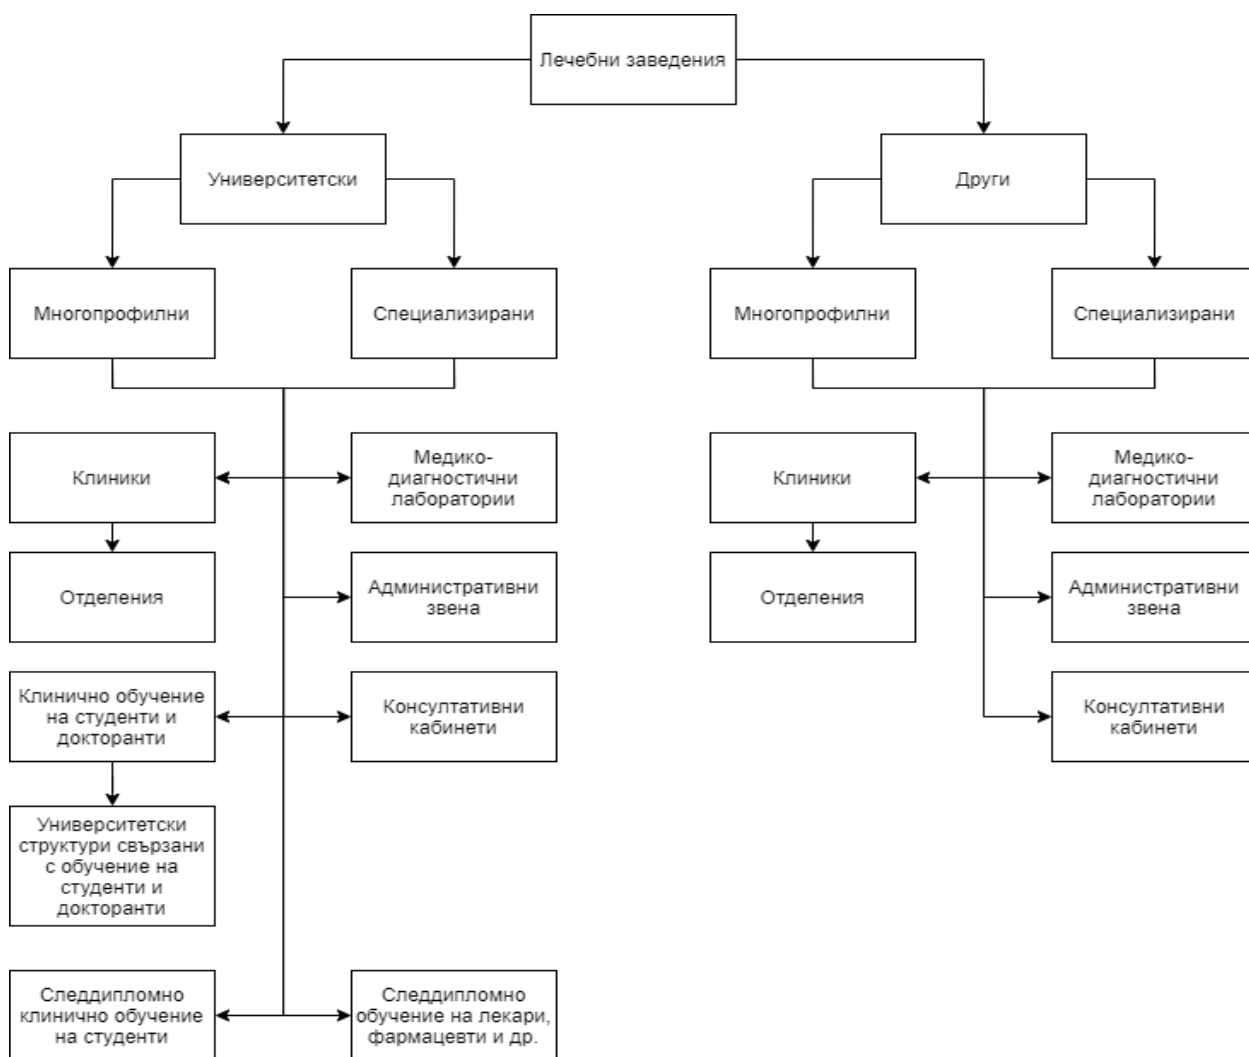 Лечебни заведения
Университетски
Други
Многопрофилни
Специализирани
Многопрофилни
Специализирани
Клиники
Медико-
диагностични
лаборатории
Клиники
Медико-
диагностични
лаборатории
Отделения
Административни
звена
Отделения
Административни
звена
Клинично обучение
на студенти и
докторанти
Консултативни
кабинети
Консултативни
кабинети
Университетски
структури свързани
с обучение на
студенти и
докторанти
Следдипломно
клинично обучение
на студенти
Следдипломно
обучение на лекари,
фармацевти и др.